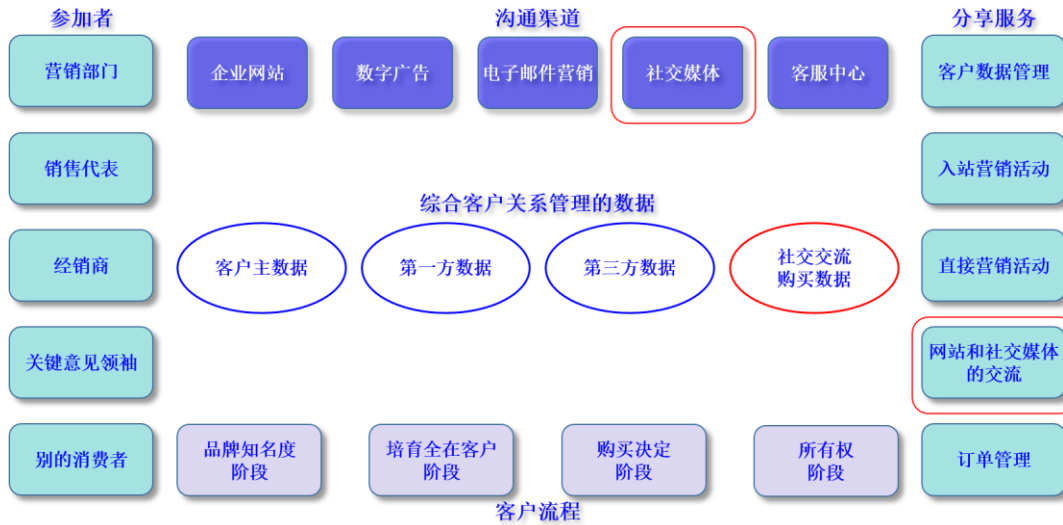 参加者
沟通渠道
分享服务
营销部门
企业网站
数字广告
电子邮件营销
社交媒体
客服中心
客户数据管理
销售代表
入站营销活动
综合客户关系管理的数据
经销商
客户主数据
第一方数据
第三方数据
社交交流
购买数据
直接营销活动
关键意见领袖
网站和社交媒体
的交流
别的消费者
品牌知名度
阶段
培育全在客户
阶段
购买决定
阶段
所有权
阶段
订单管理
客户流程